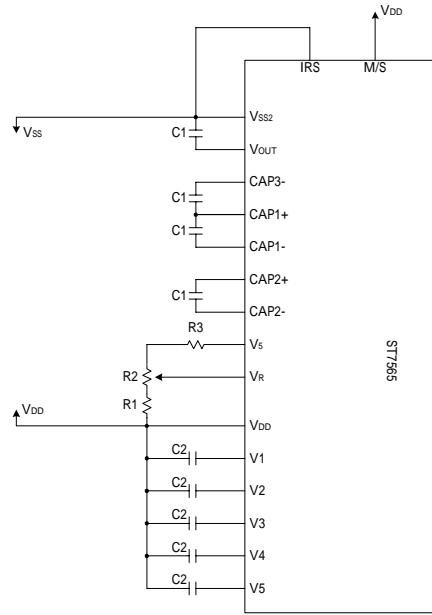 VDD
IRS M/S
VSS
VSS2
C1
VOUT
CAP3-
C1
CAP1+
C1
CAP1-
CAP2+
C1
CAP2-
R3
V5
R2
VR
R1
VDD
VDD
C2
V1
C2
V2
C2
V3
C2
V4
C2
V5
ST7565